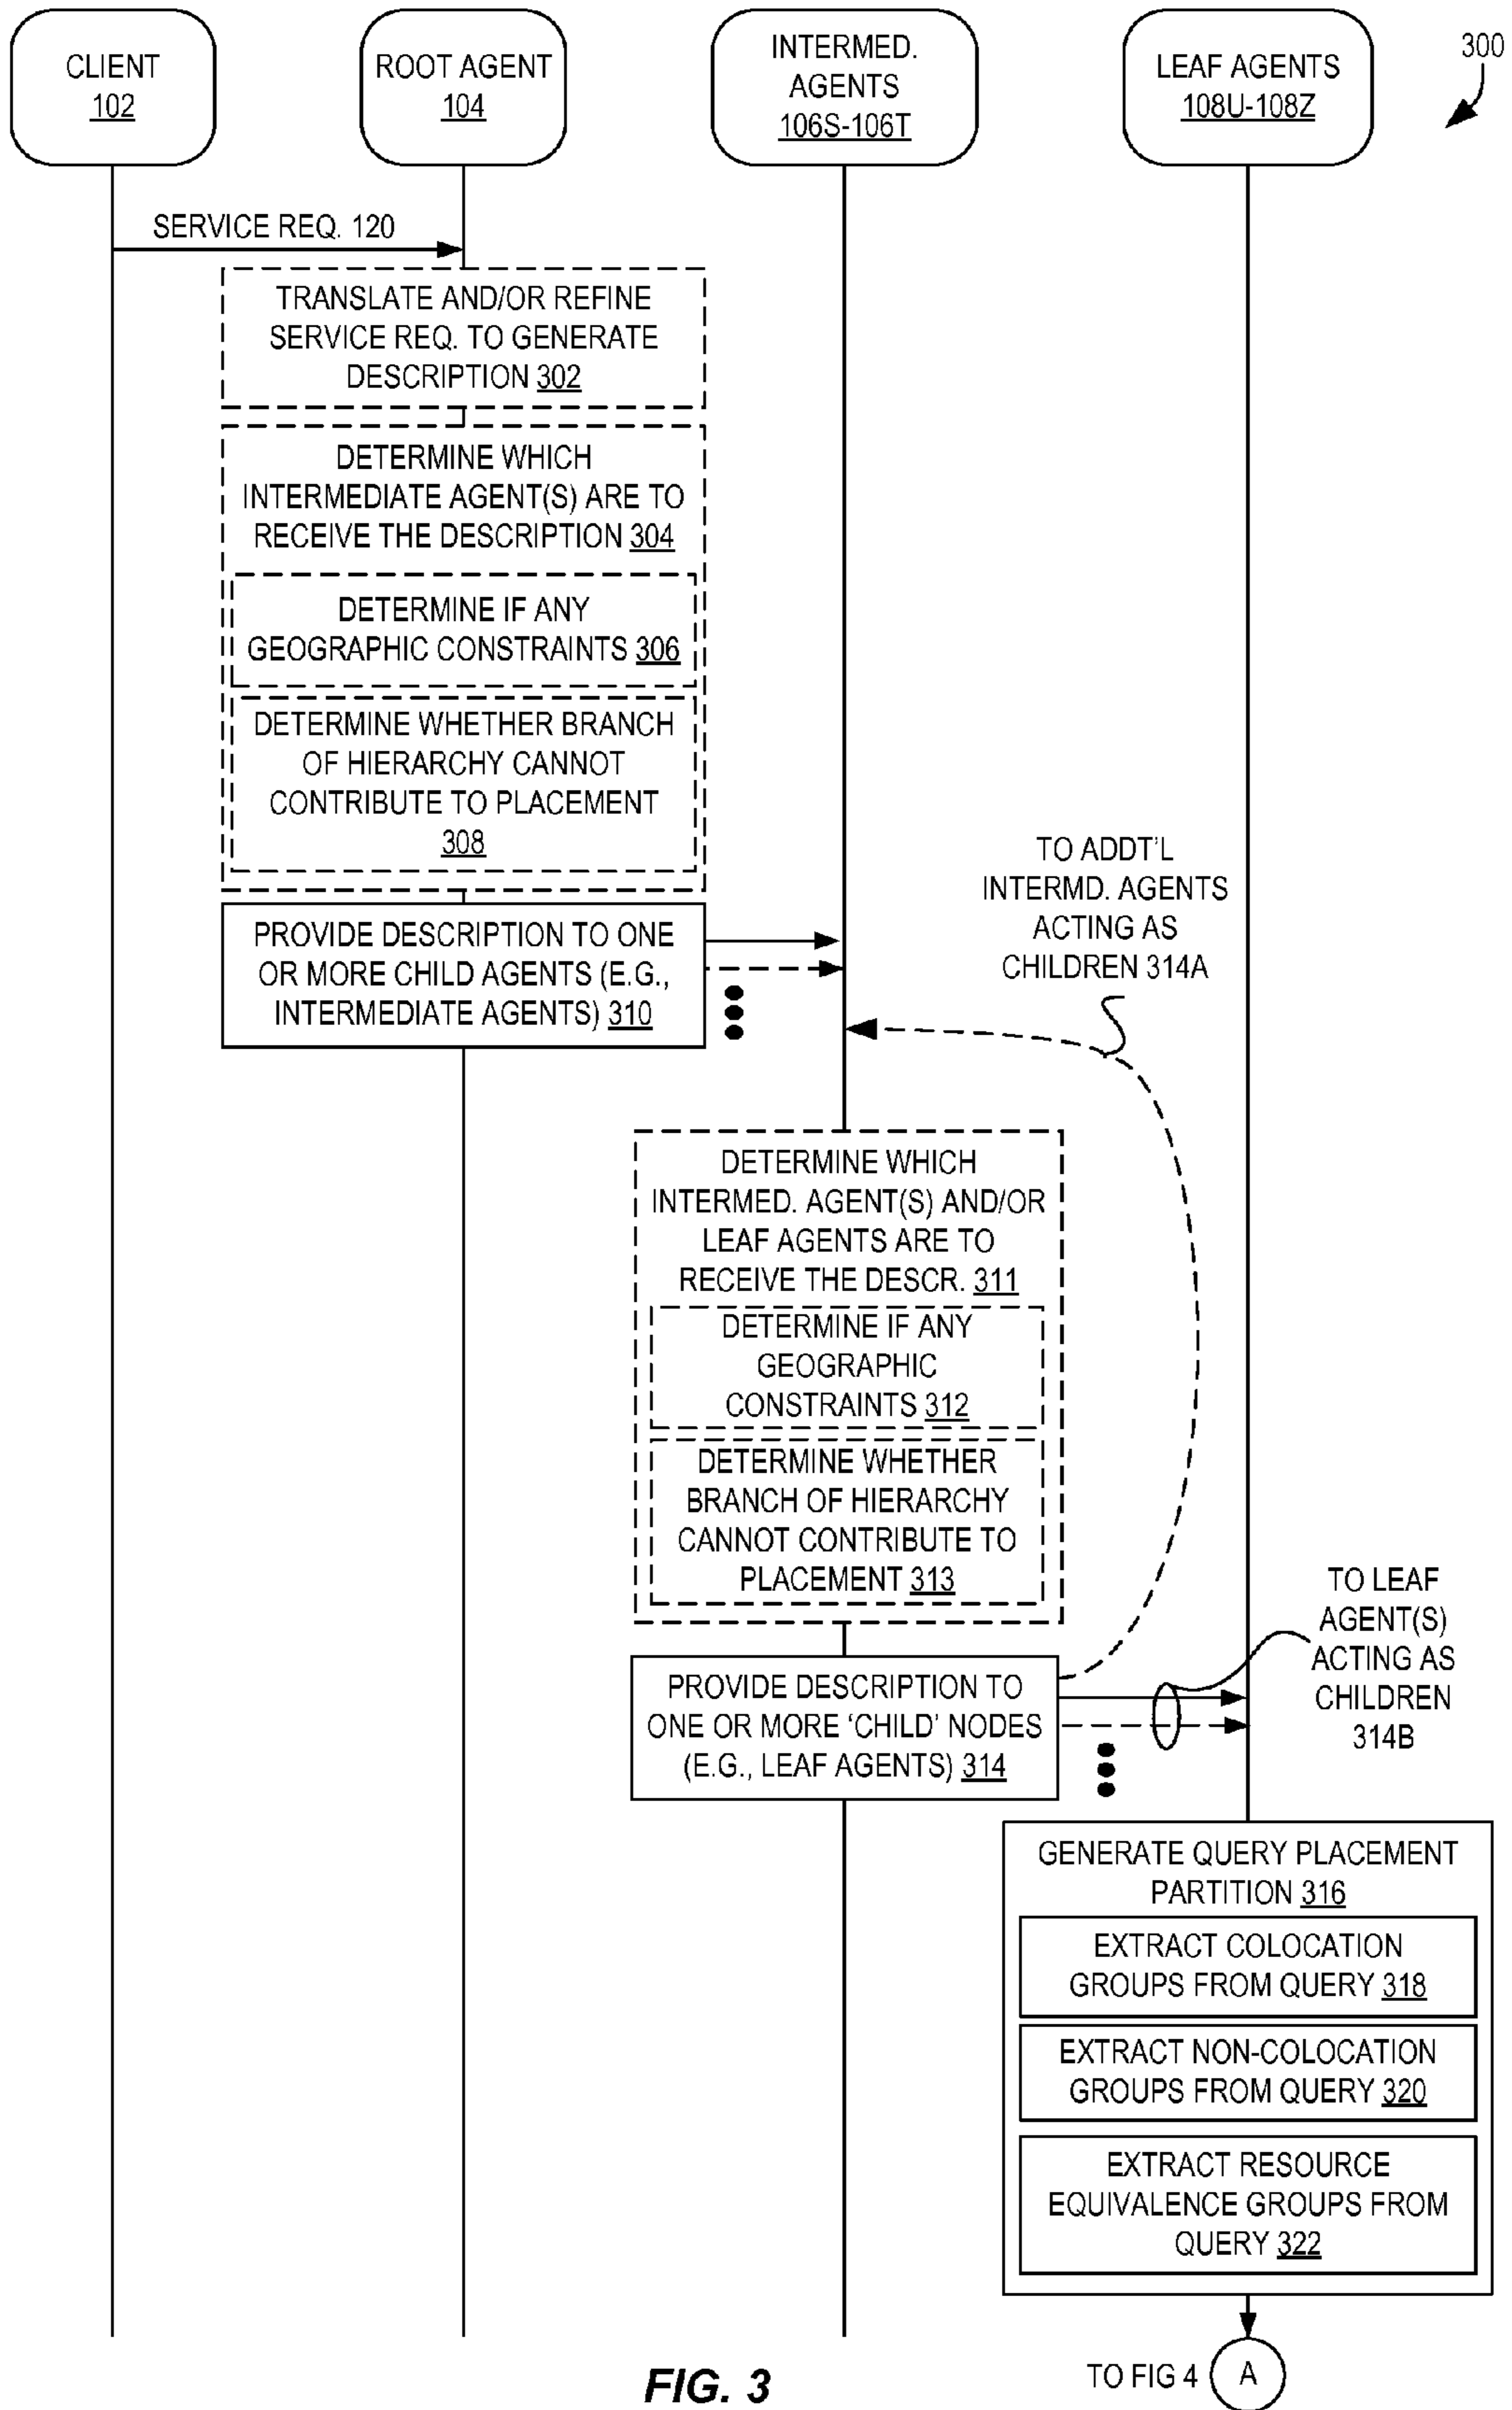 CLIENT
102
ROOT AGENT
104
INTERMED.
AGENTS
106S-106T
LEAF AGENTS
108U-108Z
300
SERVICE REQ. 120
TRANSLATE AND/OR REFINE
SERVICE REQ. TO GENERATE
DESCRIPTION 302
DETERMINE WHICH
INTERMEDIATE AGENT(S) ARE TO
RECEIVE THE DESCRIPTION 304
DETERMINE IF ANY
GEOGRAPHIC CONSTRAINTS 306
DETERMINE WHETHER BRANCH
OF HIERARCHY CANNOT
CONTRIBUTE TO PLACEMENT
308
PROVIDE DESCRIPTION TO ONE
OR MORE CHILD AGENTS (E.G.,
INTERMEDIATE AGENTS) 310
TO ADDT'L
INTERMD. AGENTS
ACTING AS
CHILDREN 314A
DETERMINE WHICH
INTERMED. AGENT(S) AND/OR
LEAF AGENTS ARE TO
RECEIVE THE DESCR. 311
DETERMINE IF ANY
GEOGRAPHIC
CONSTRAINTS 312
DETERMINE WHETHER
BRANCH OF HIERARCHY
CANNOT CONTRIBUTE TO
PLACEMENT 313
PROVIDE DESCRIPTION TO
ONE OR MORE 'CHILD' NODES
(E.G., LEAF AGENTS) 314
TO LEAF
AGENT(S)
ACTING AS
CHILDREN
314B
GENERATE QUERY PLACEMENT
PARTITION 316
EXTRACT COLOCATION
GROUPS FROM QUERY 318
EXTRACT NON-COLOCATION
GROUPS FROM QUERY 320
EXTRACT RESOURCE
EQUIVALENCE GROUPS FROM
QUERY 322
TO FIG 4
A
FIG. 3